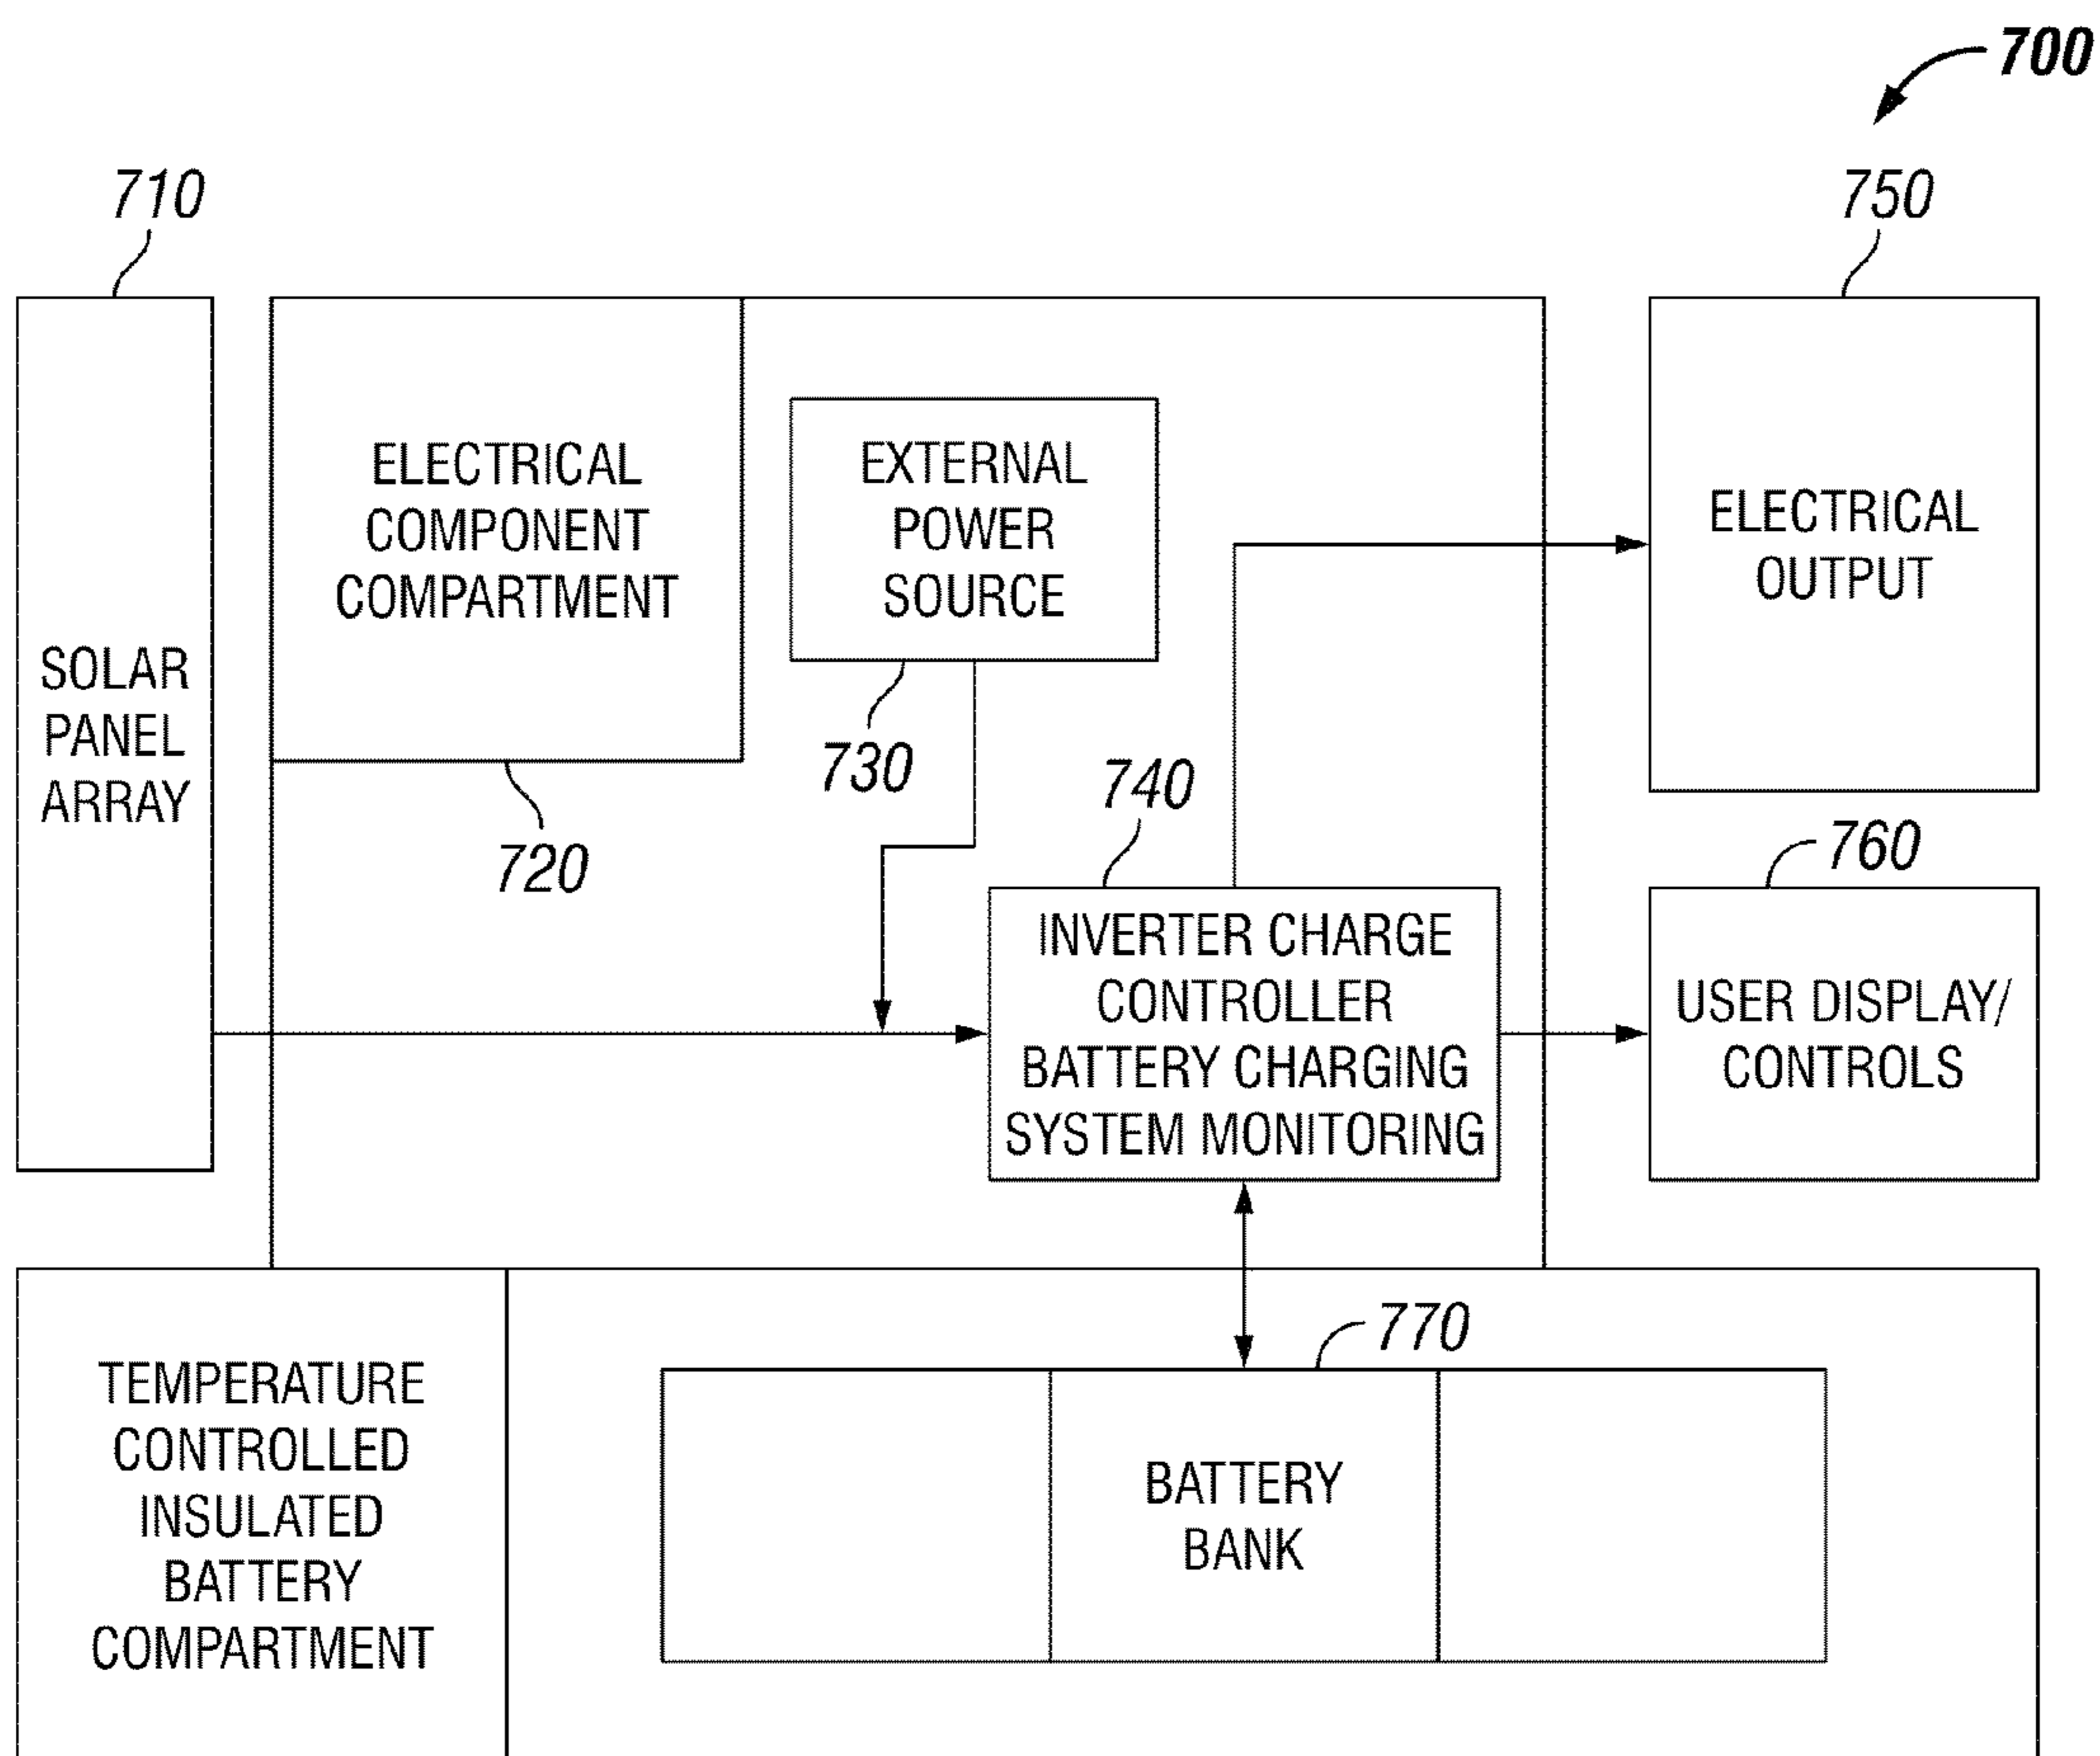 700
710
750
ELECTRICAL
COMPONENT
COMPARTMENT
EXTERNAL
POWER
SOURCE
ELECTRICAL
OUTPUT
SOLAR
PANEL
ARRAY
730
740
720
760
INVERTER CHARGE
CONTROLLER
BATTERY CHARGING
SYSTEM MONITORING
USER DISPLAY/
CONTROLS
770
TEMPERATURE
CONTROLLED
INSULATED
BATTERY
COMPARTMENT
BATTERY
BANK